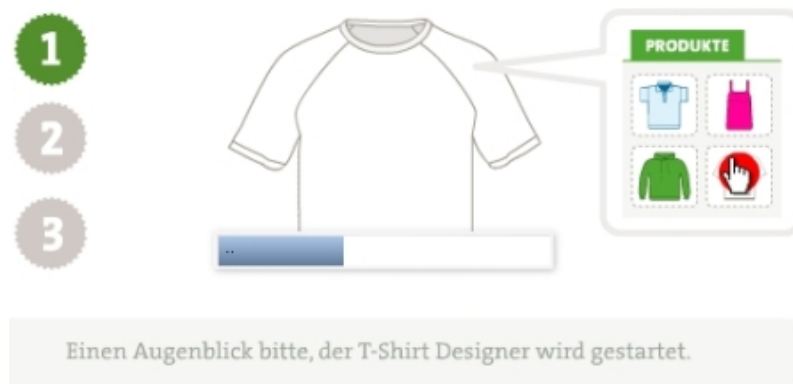 1
PRODUKTE
2
3
..
Einen Augenblick bitte, der T-Shirt Designer wird gestartet.